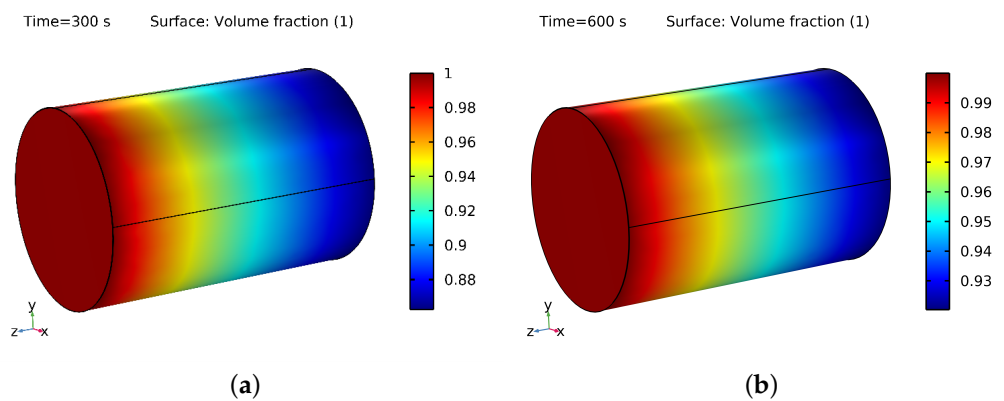 Time=300 s Surface: Volume fraction (1)
1
0.98
0.96
0.94
0.92
0.9
0.88
y
z x
(a)
Time=600 s Surface: Volume fraction (1)
0.99
0.98
0.97
0.96
0.95
0.94
0.93
y
z x
(b)